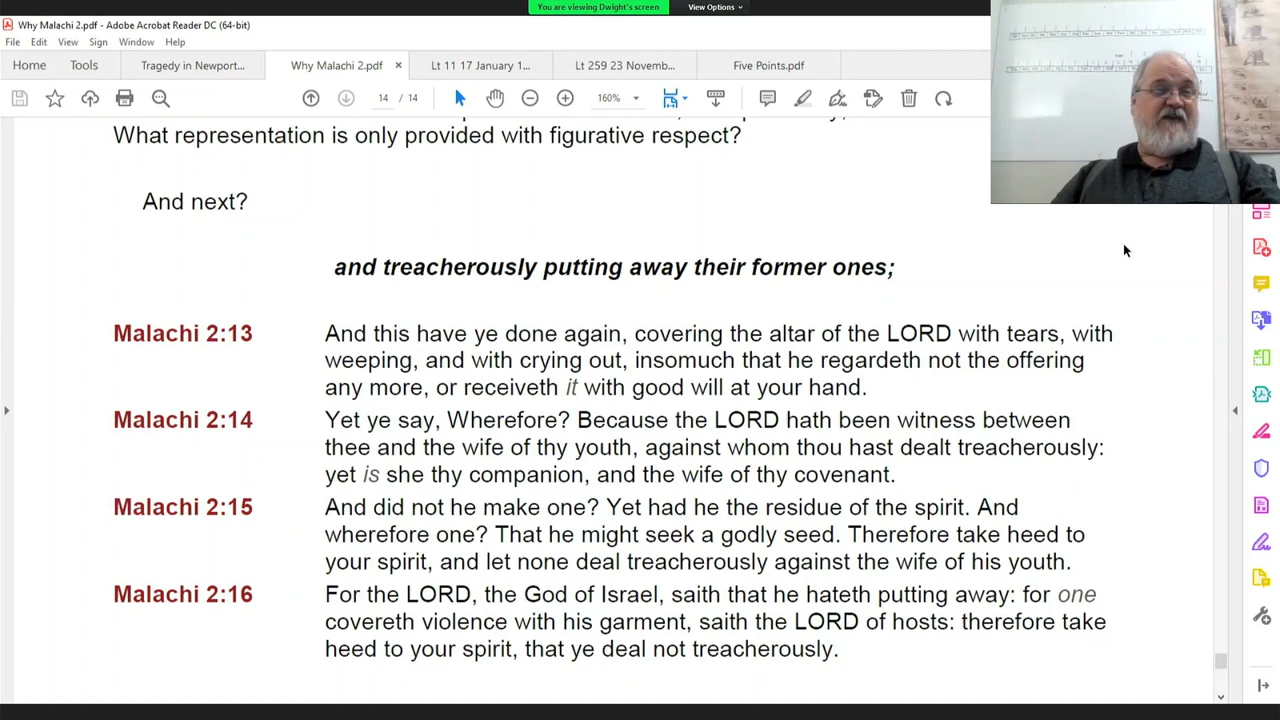 You are viewing Dwight's screen View Options
Why Malachi 2.pdf - Adobe Acrobat Reader DC (64-bit)
File Edit View Sign Window Help
Home Tools Tragedy in Newport... Why Malachi 2.pdf × Lt 11 17 January 1... Lt 259 23 Novemb... Five Points.pdf
14 / 14 160%
What representation is only provided with figurative respect?
And next?
and treacherously putting away their former ones;
Malachi 2:13 And this have ye done again, covering the altar of the LORD with tears, with
weeping, and with crying out, insomuch that he regardeth not the offering
any more, or receiveth it with good will at your hand.
Malachi 2:14 Yet ye say, Wherefore? Because the LORD hath been witness between
thee and the wife of thy youth, against whom thou hast dealt treacherously:
yet is she thy companion, and the wife of thy covenant.
Malachi 2:15 And did not he make one? Yet had he the residue of the spirit. And
wherefore one? That he might seek a godly seed. Therefore take heed to
your spirit, and let none deal treacherously against the wife of his youth.
Malachi 2:16 For the LORD, the God of Israel, saith that he hateth putting away: for one
covereth violence with his garment, saith the LORD of hosts: therefore take
heed to your spirit, that ye deal not treacherously.